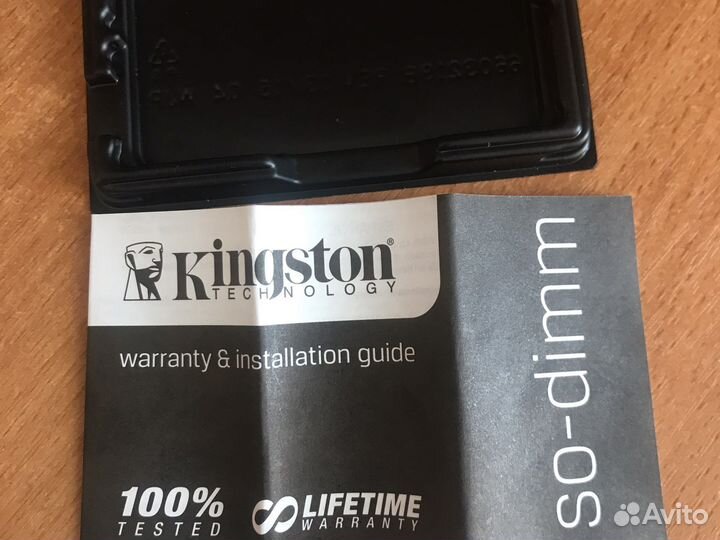 Kingston®
TECHNOLOGY
warranty & installation guide
so-dimm
100%
TESTED
LIFETIME
WARRANTY
Avito